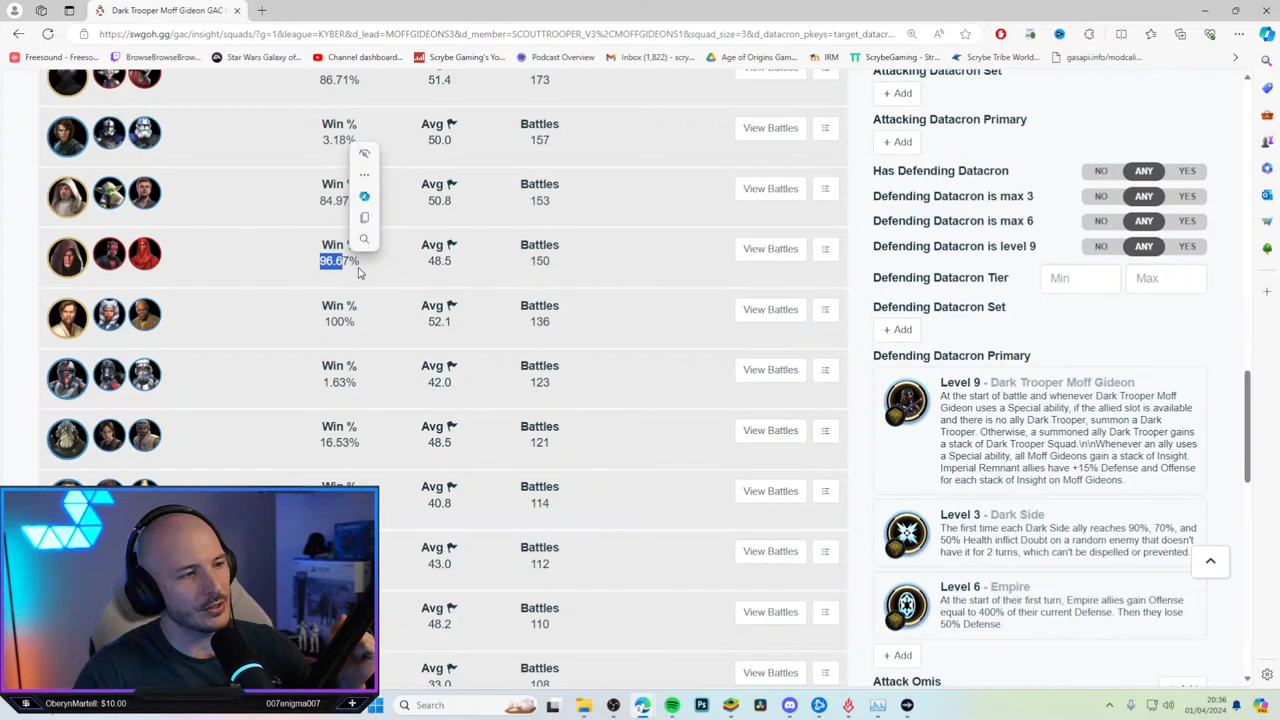 Dark Trooper Moff Gideon GAC I
https://swgoh.gg/gac/insight/squads/?g=1&league=KYBER&d_lead=MOFFGIDEONS3&d_member=SCOUTTROOPER_V3%2CMOFFGIDEONS1&squad_size=3&d_datacron_pkeys=target_datacr...
Freesound - Freeso...
BrowseBrowseBrow...
Star Wars Galaxy of...
Channel dashboard...
ScrybeGaming's Yo...
Podcast Overview
Inbox (1,822) - scry...
Age of Origins Gam...
IRM
ScrybeGaming - Str...
Scrybe Tribe World...
gasapi.info/modcali...
86.71%
51.4
173
View Battles
Win %
Avg
Battles
3.18%
50.0
157
View Battles
Win
Avg
Battles
84.97
50.8
153
View Battles
Win
Avg
Battles
96.67%
48.5
150
View Battles
Win %
Avg
Battles
100%
52.1
136
View Battles
Win %
Avg
Battles
1.63%
42.0
123
View Battles
Win %
Avg
Battles
16.53%
48.5
121
View Battles
Win %
Avg
Battles
40.8
114
View Battles
Avg
Battles
43.0
112
View Battles
Avg
Battles
48.2
110
View Battles
Avg
Battles
33.0
108
View Battles
Attacking Datacron Set
+ Add
Attacking Datacron Primary
+ Add
Has Defending Datacron
NO ANY YES
Defending Datacron is max 3
NO ANY YES
Defending Datacron is max 6
NO ANY YES
Defending Datacron is level 9
NO ANY YES
Defending Datacron Tier
Min
Max
Defending Datacron Set
+ Add
Defending Datacron Primary
Level 9 - Dark Trooper Moff Gideon
At the start of battle and whenever Dark Trooper Moff
Gideon uses a Special ability, if the allied slot is available
and there is no ally Dark Trooper, summon a Dark
Trooper. Otherwise, a summoned ally Dark Trooper gains
a stack of Dark Trooper Squad.\n\nWhenever an ally uses
a Special ability, all Moff Gideons gain a stack of Insight.
Imperial Remnant allies have +15% Defense and Offense
for each stack of Insight on Moff Gideons.
Level 3 - Dark Side
The first time each Dark Side ally reaches 90%, 70%, and
50% Health inflict Doubt on a random enemy that doesn't
have it for 2 turns, which can't be dispelled or prevented.
Level 6 - Empire
At the start of their first turn, Empire allies gain Offense
equal to 400% of their current Defense. Then they lose
50% Defense.
+ Add
Attack Omis
OberynMartell: $10.00
007enigma007
Search
20:36
01/04/2024